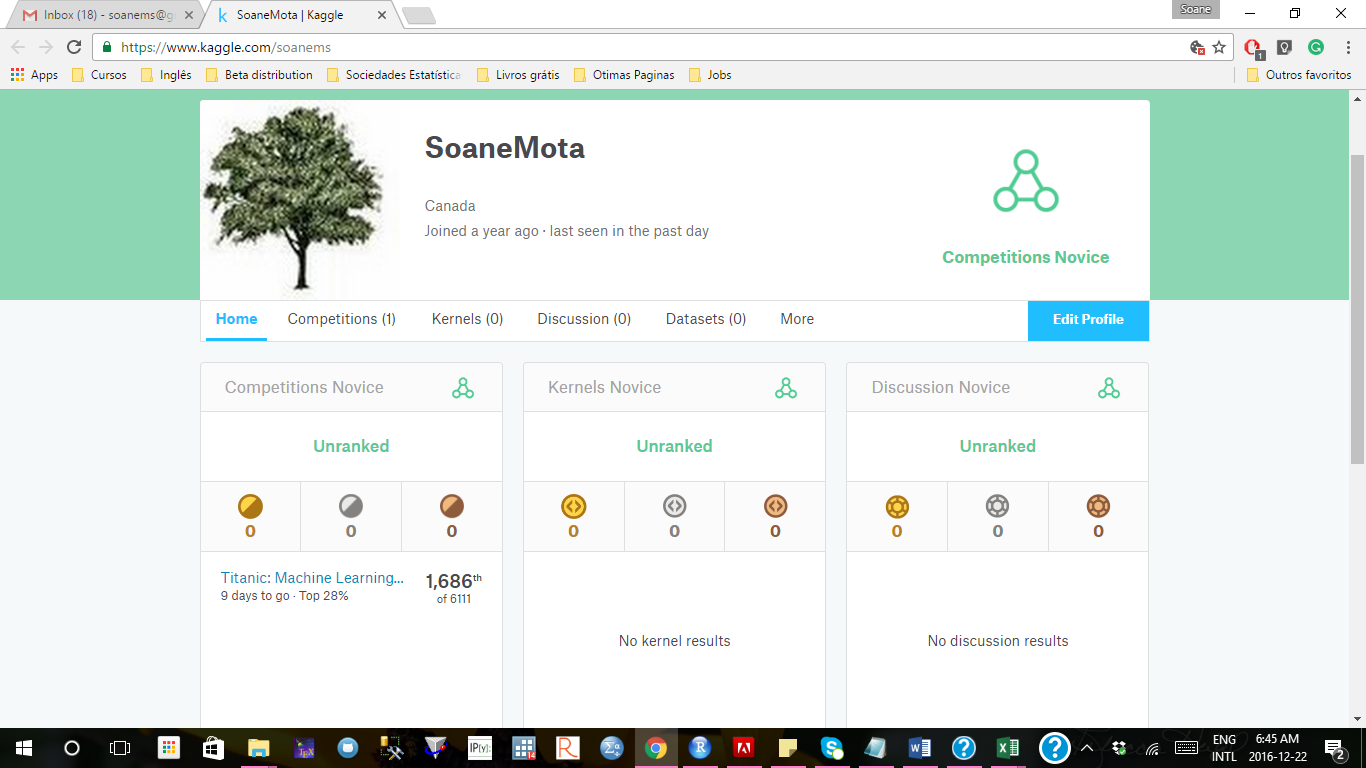 Inbox (18) - soanems@g
SoaneMota | Kaggle
Soane
https://www.kaggle.com/soanems
1
Apps
Cursos
Inglês
Beta distribution
Sociedades Estatística
Livros grátis
Otimas Paginas
Jobs
Outros favoritos
SoaneMota
Canada
Joined a year ago · last seen in the past day
Competitions Novice
Home
Competitions (1)
Kernels (0)
Discussion (0)
Datasets (0)
More
Edit Profile
Competitions Novice
Unranked
0 0 0
Titanic: Machine Learning...
9 days to go · Top 28%
1,686th
of 6111
Kernels Novice
Unranked
0 0 0
No kernel results
Discussion Novice
Unranked
0 0 0
No discussion results
IP[y]:
ENG
INTL
6:45 AM
2016-12-22
2